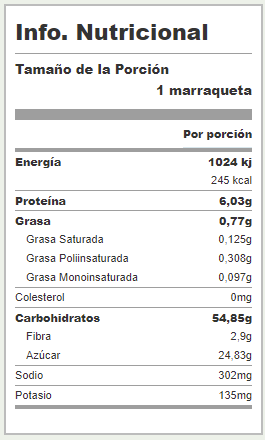 Info. Nutricional
Tamaño de la Porción
1 marraqueta
Por porción
Energía 1024 kj
245 kcal
Proteína 6,03g
Grasa 0,77g
Grasa Saturada 0,125g
Grasa Poliinsaturada 0,308g
Grasa Monoinsaturada 0,097g
Colesterol 0mg
Carbohidratos 54,85g
Fibra 2,9g
Azúcar 24,83g
Sodio 302mg
Potasio 135mg